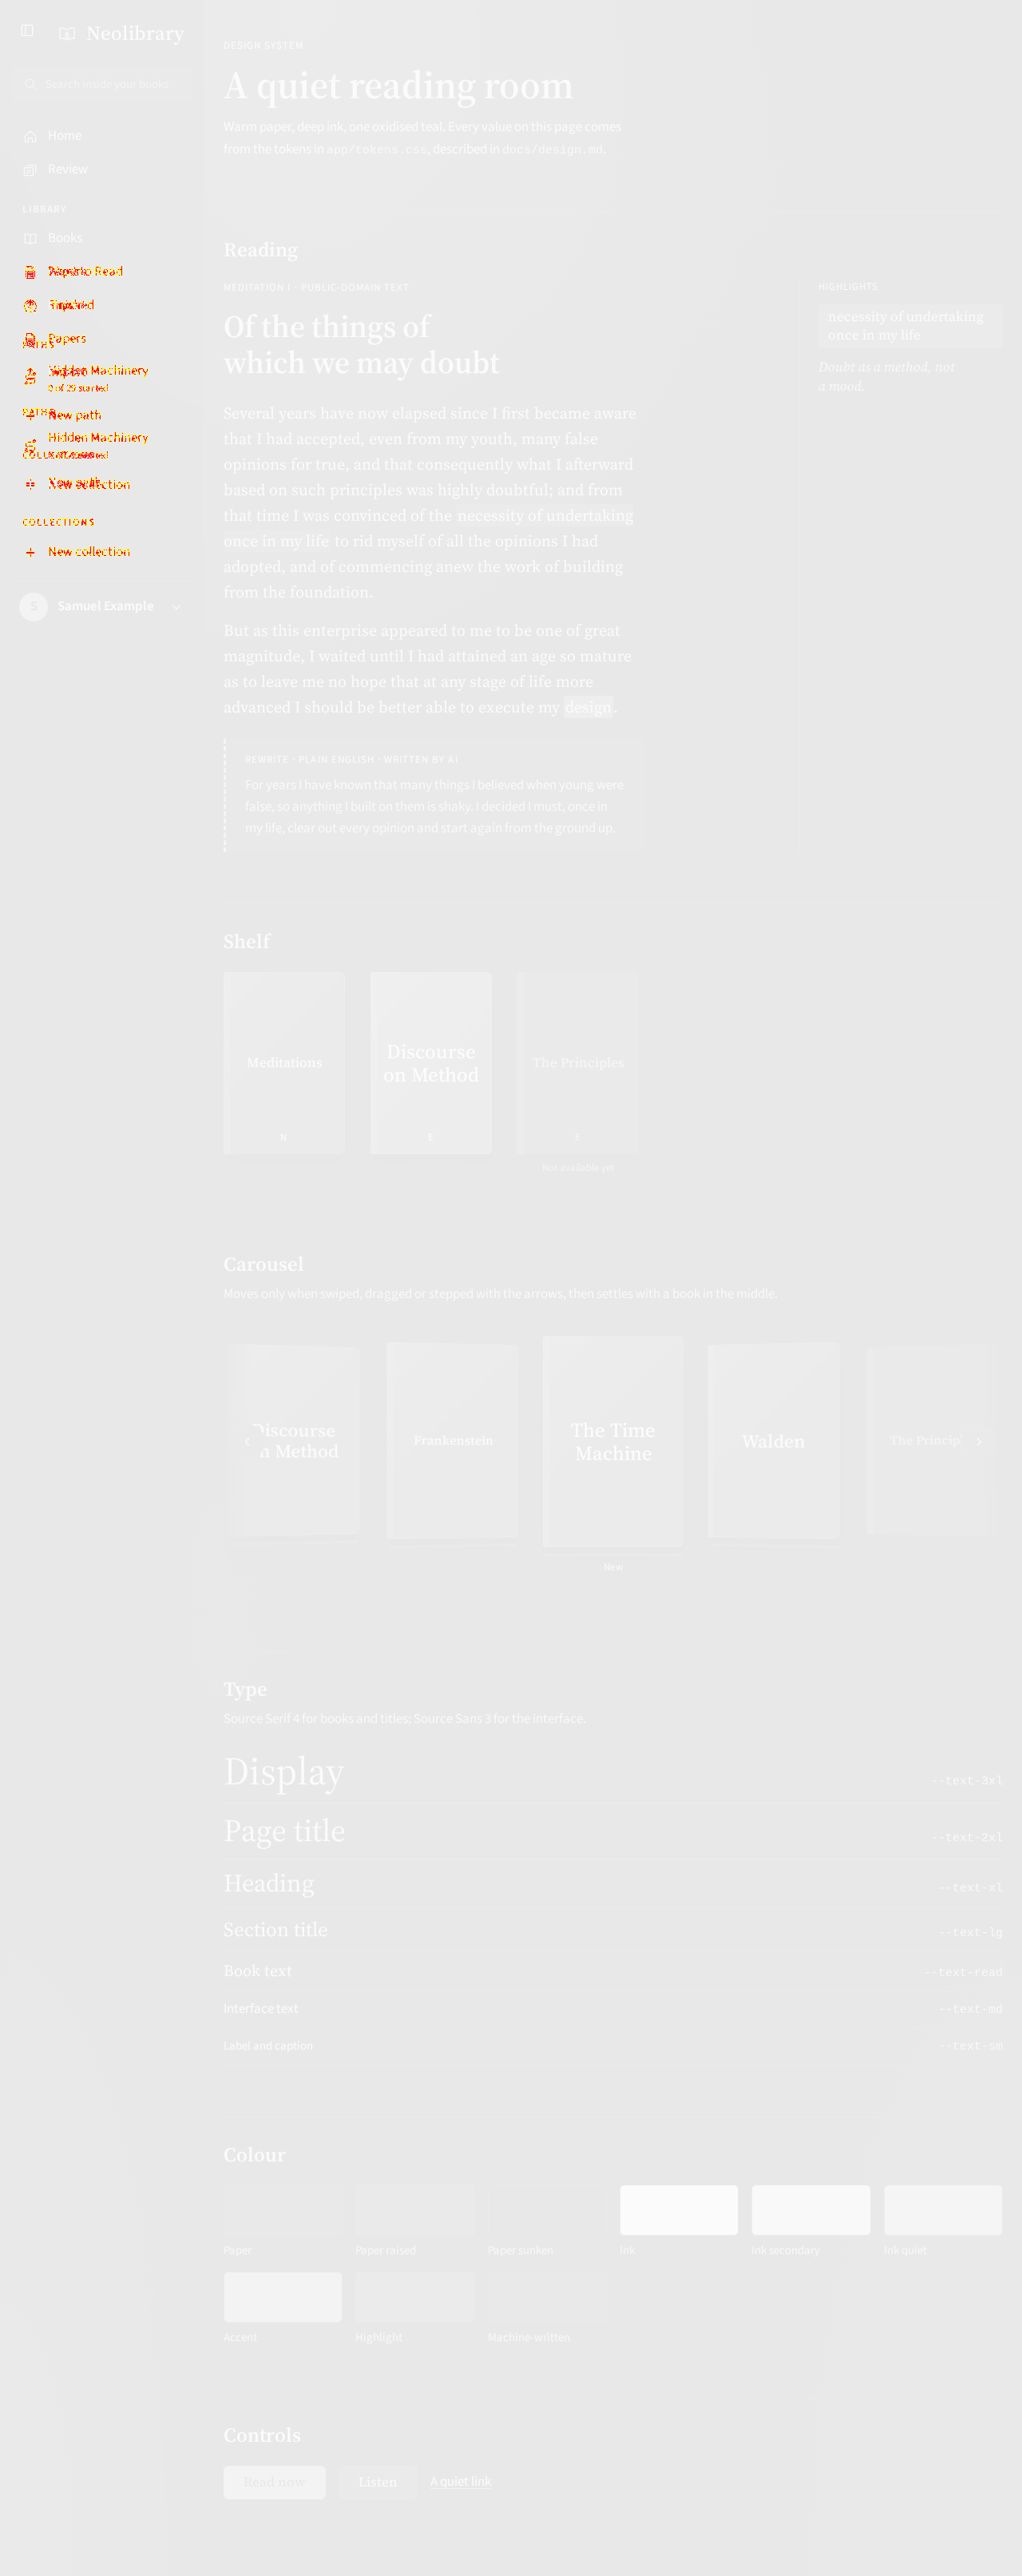 Neolibrary
Search inside your books
Home
Review
LIBRARY
Books
Papers
PATHS
Hidden Machinery
0 of 29 started
New path
Hidden Machinery
New collection
COLLECTIONS
New collection
Samuel Example
DESIGN SYSTEM
A quiet reading room
Warm paper, deep ink, one oxidised teal. Every value on this page comes
from the tokens in app/tokens.css, described in docs/design.md.
Reading
MEDITATION I · PUBLIC-DOMAIN TEXT
Of the things of
which we may doubt
Several years have now elapsed since I first became aware
that I had accepted, even from my youth, many false
opinions for true, and that consequently what I afterward
based on such principles was highly doubtful; and from
that time I was convinced of the necessity of undertaking
once in my life to rid myself of all the opinions I had
adopted, and of commencing anew the work of building
from the foundation.
But as this enterprise appeared to me to be one of great
magnitude, I waited until I had attained an age so mature
as to leave me no hope that at any stage of life more
advanced I should be better able to execute my design.
REWRITE · PLAIN ENGLISH · WRITTEN BY AI
For years I have known that many things I believed when young were
false, so anything I built on them is shaky. I decided I must, once in
my life, clear out every opinion and start again from the ground up.
HIGHLIGHTS
necessity of undertaking
once in my life
Doubt as a method, not
a mood.
Shelf
Meditations
N
Discourse
on Method
E
The Principles
E
Not available yet
Carousel
Moves only when swiped, dragged or stepped with the arrows, then settles with a book in the middle.
Discourse
n Method
Frankenstein
The Time
Machine
Walden
The Princip
New
Type
Source Serif 4 for books and titles; Source Sans 3 for the interface.
Display
--text-3xl
Page title
--text-2xl
Heading
--text-xl
Section title
--text-lg
Book text
--text-read
Interface text
--text-md
Label and caption
--text-sm
Colour
Paper
Paper raised
Paper sunken
Ink
Ink secondary
Ink quiet
Accent
Highlight
Machine-written
Controls
Read now
Listen
A quiet link